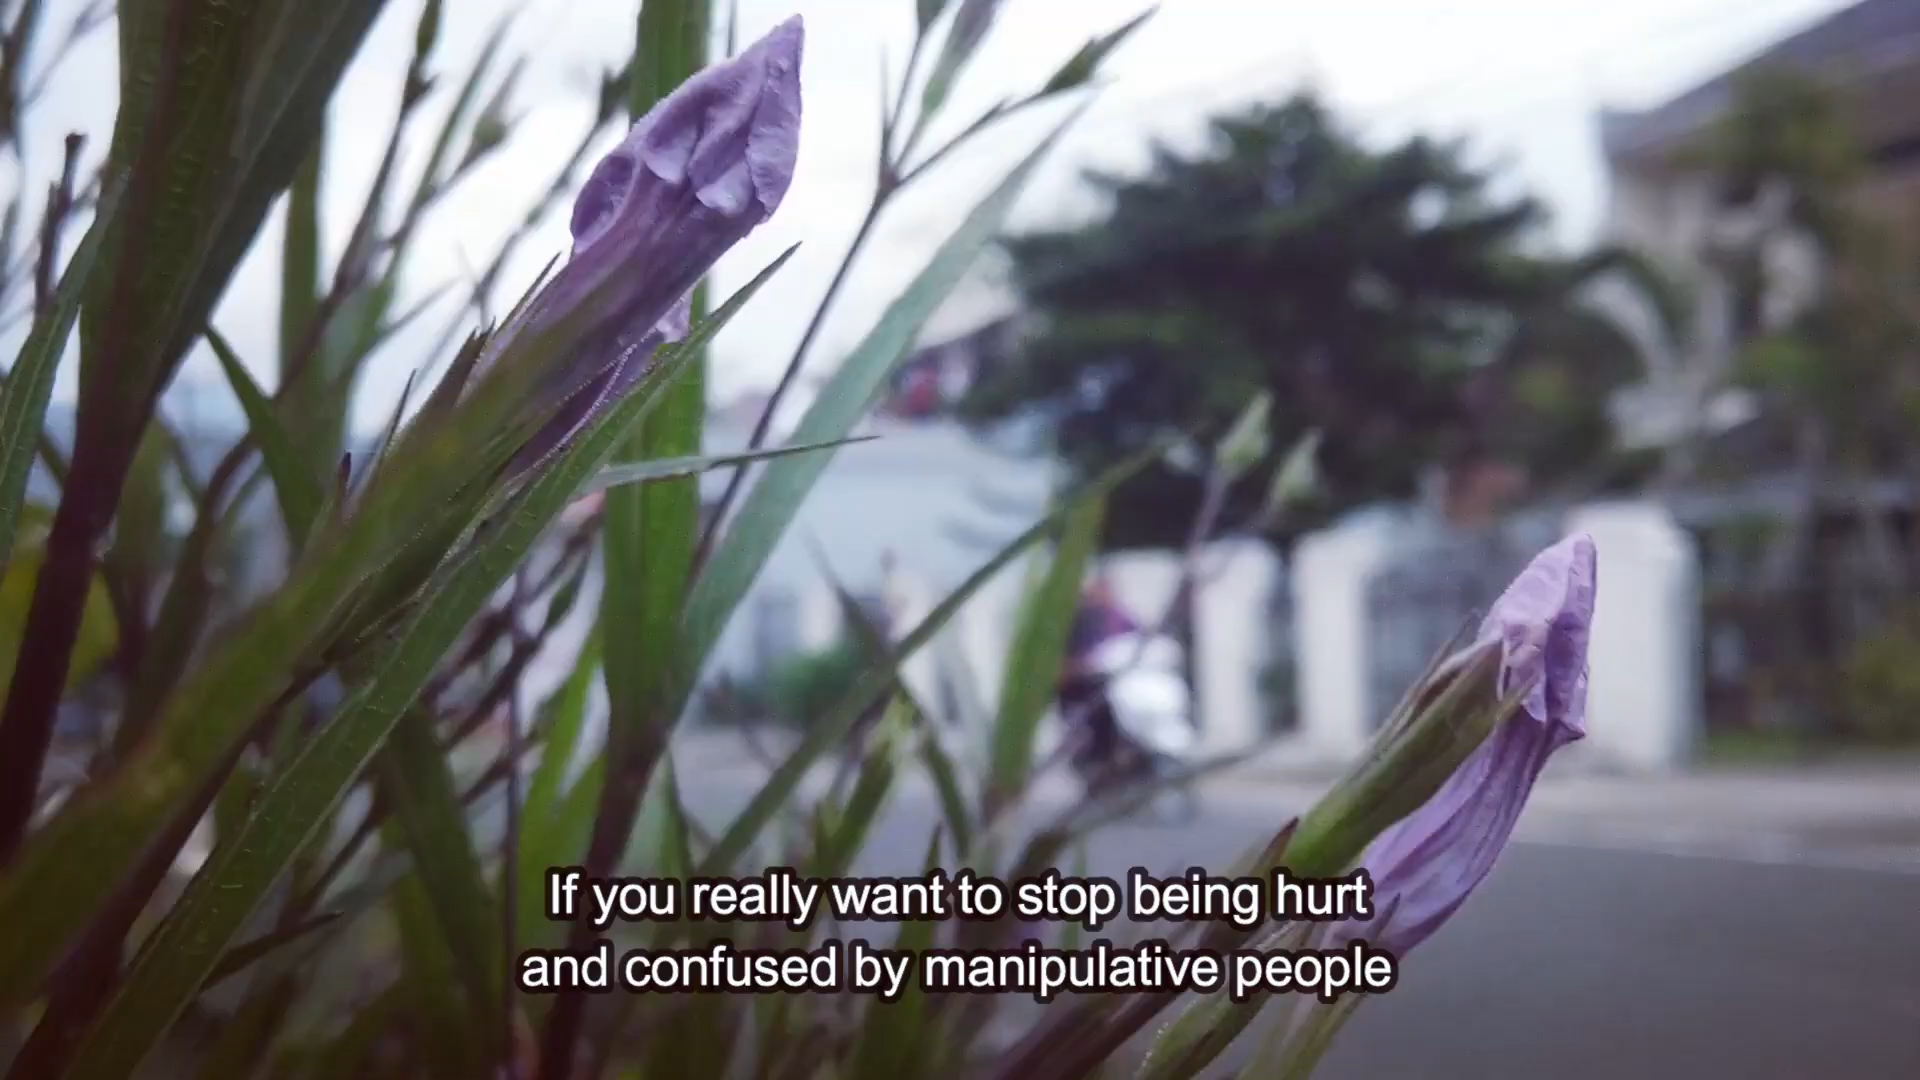 If you really want to stop being hurt
and confused by manipulative people